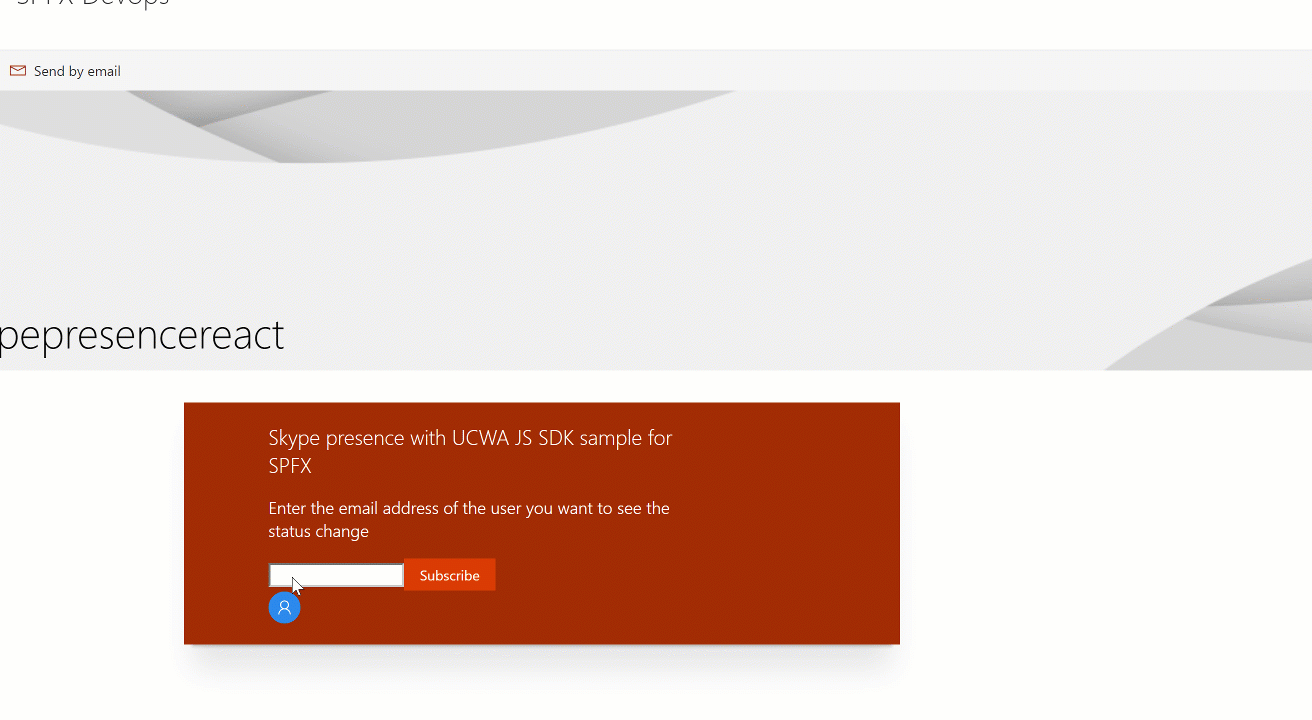 SPFX Devops
Send by email
pepresencereact
Skype presence with UCWA JS SDK sample for
SPFX
Enter the email address of the user you want to see the
status change
Subscribe